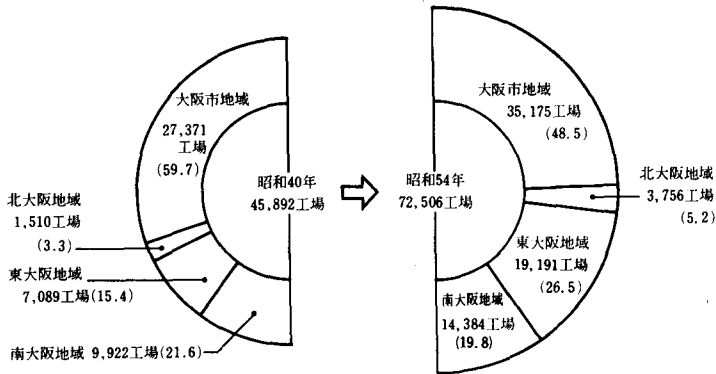 大阪市地域
27,371
工場
(59.7)
北大阪地域
1,510工場
(3.3)
東大阪地域
7,089工場(15.4)
南大阪地域 9,922工場(21.6)
昭和40年
45,892工場
昭和54年
72,506工場
大阪市地域
35,175工場
(48.5)
北大阪地域
3,756工場
(5.2)
東大阪地域
19,191工場
(26.5)
南大阪地域
14,384工場
(19.8)